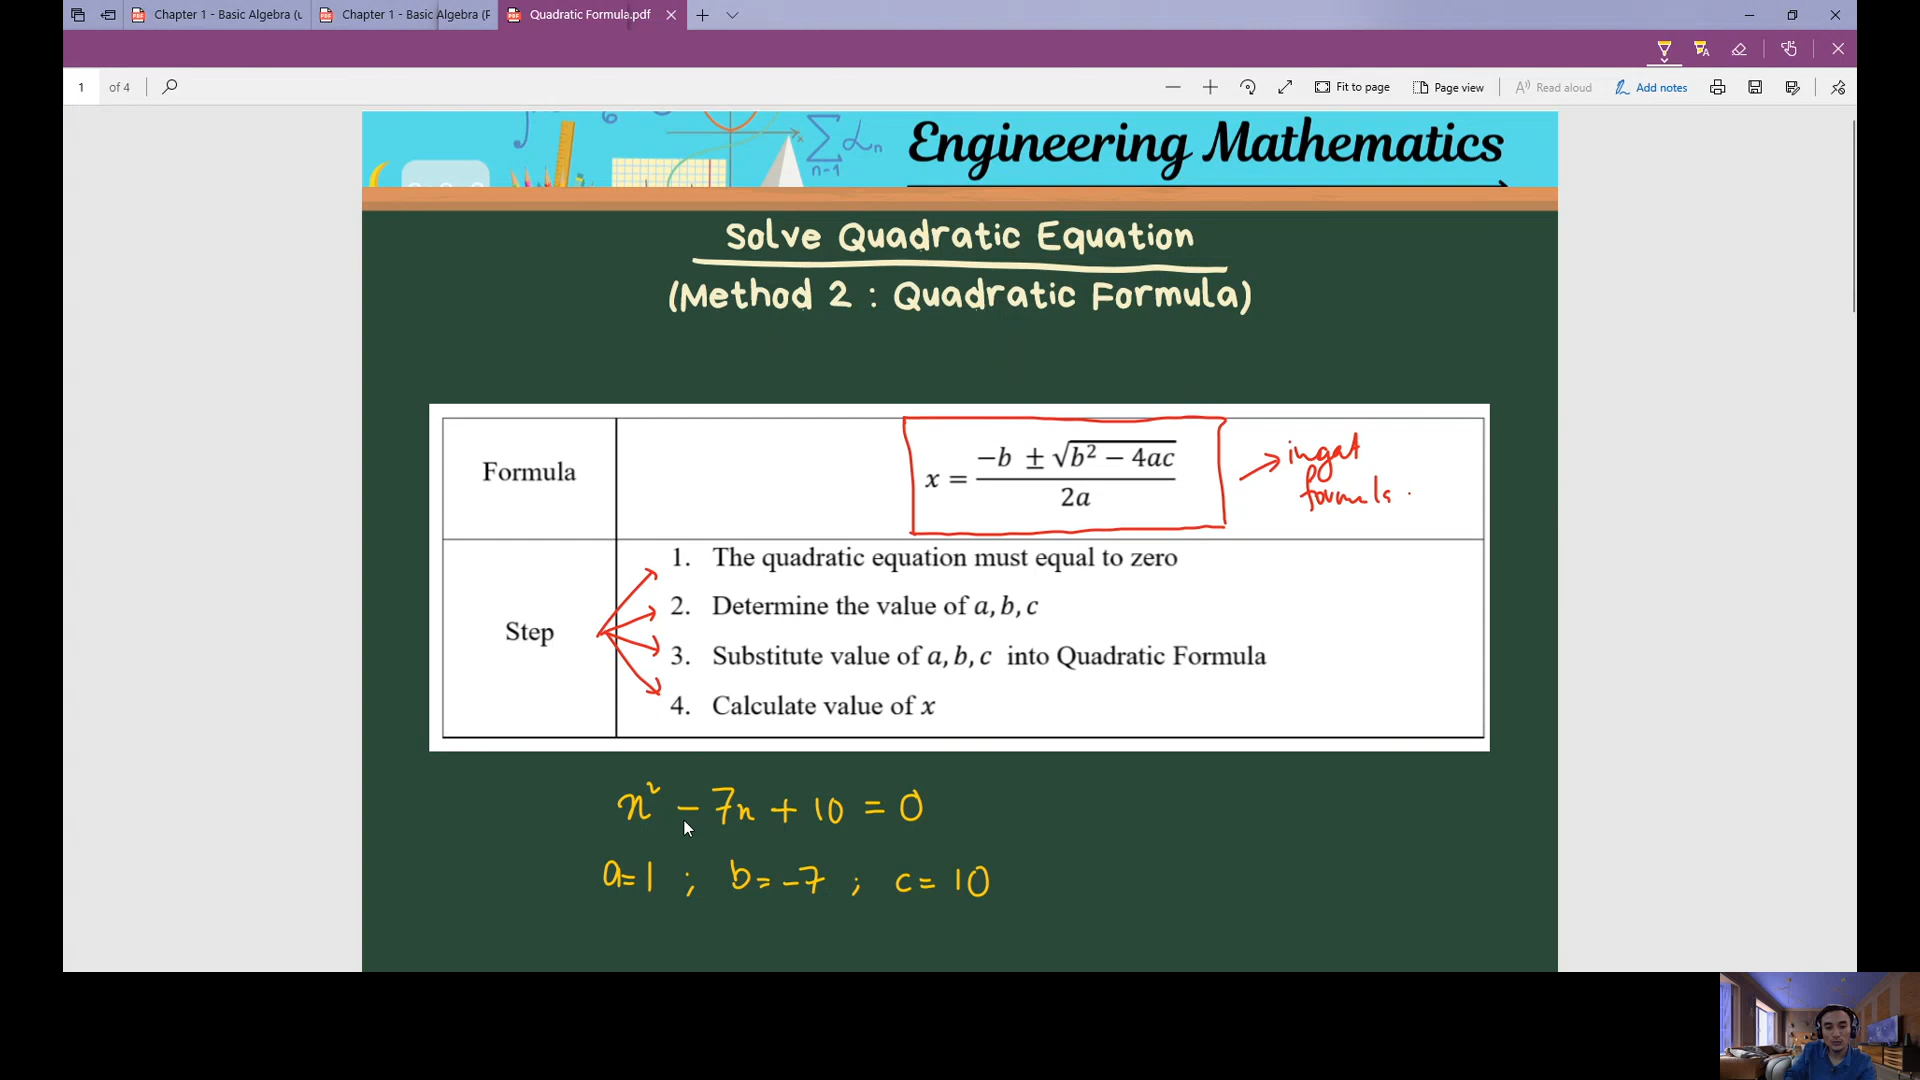 Chapter 1 - Basic Algebra (u
Chapter 1 - Basic Algebra (F
Quadratic Formula.pdf
1 of 4
Fit to page
Page view
Read aloud
Add notes
Engineering Mathematics
Solve Quadratic Equation
(Method 2 : Quadratic Formula)
Formula
x = (-b ± √(b² − 4ac)) / 2a
ingat
formula.
Step
1. The quadratic equation must equal to zero
2. Determine the value of a, b, c
3. Substitute value of a, b, c into Quadratic Formula
4. Calculate value of x
x² − 7x + 10 = 0
a=1 ; b=-7 ; c=10